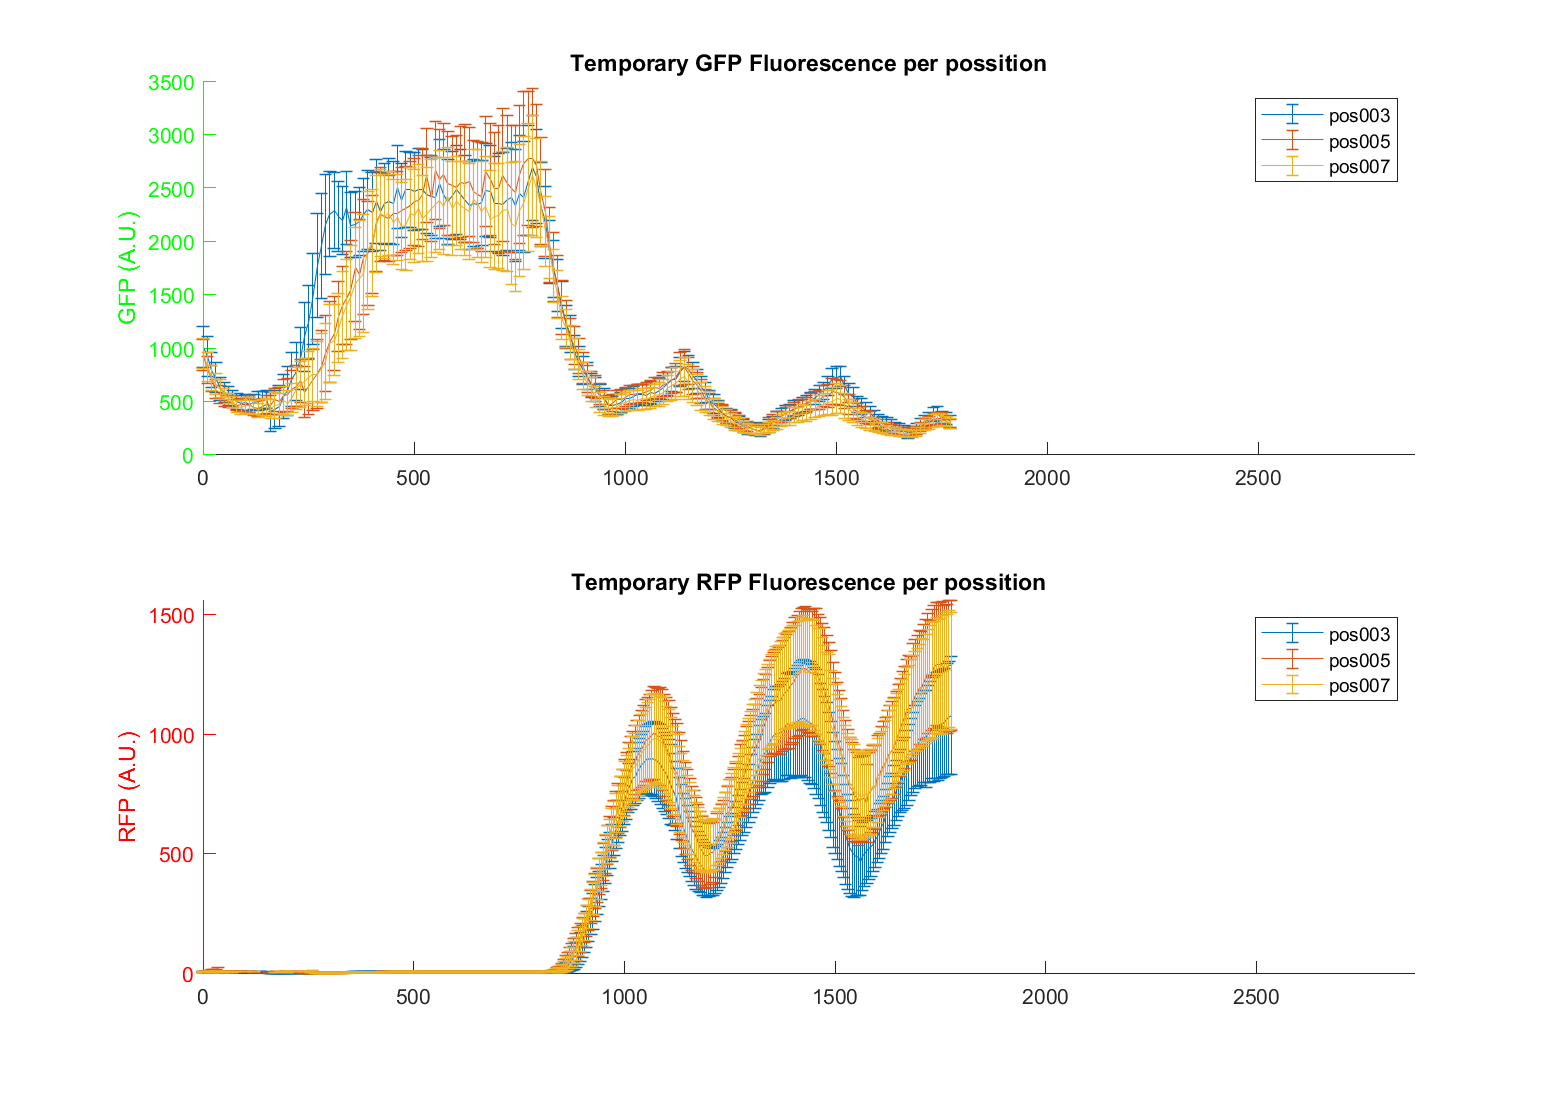 Temporary GFP Fluorescence per possition
GFP (A.U.)
3500
3000
2500
2000
1500
1000
500
0
0 500 1000 1500 2000 2500
pos003
pos005
pos007
Temporary RFP Fluorescence per possition
RFP (A.U.)
1500
1000
500
0
0 500 1000 1500 2000 2500
pos003
pos005
pos007